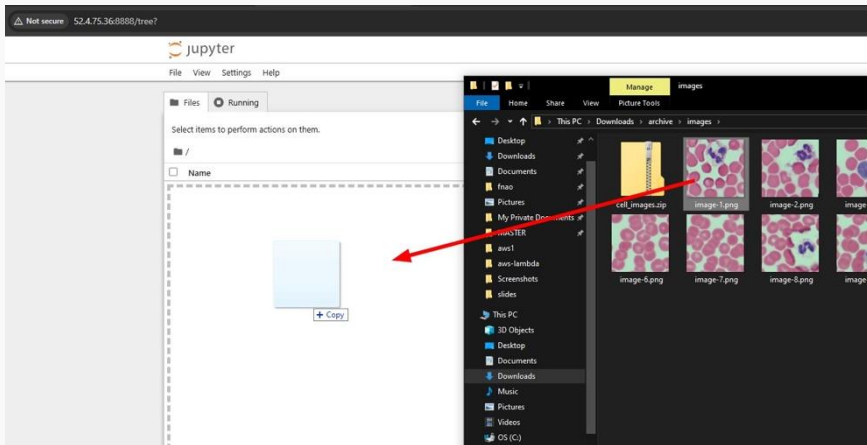 Not secure 52.4.75.36:8888/tree?
jupyter
File View Settings Help
Files Running
Select items to perform actions on them.
/
Name
+ Copy
Manage images
File Home Share View Picture Tools
This PC > Downloads > archive > images >
Desktop
Downloads
Documents
fnao
Pictures
My Private Documents
MASTER
aws1
aws-lambda
Screenshots
slides
This PC
3D Objects
Desktop
Documents
Downloads
Music
Pictures
Videos
OS (C:)
cell_images.zip image-1.png image-2.png image
image-6.png image-7.png image-8.png image